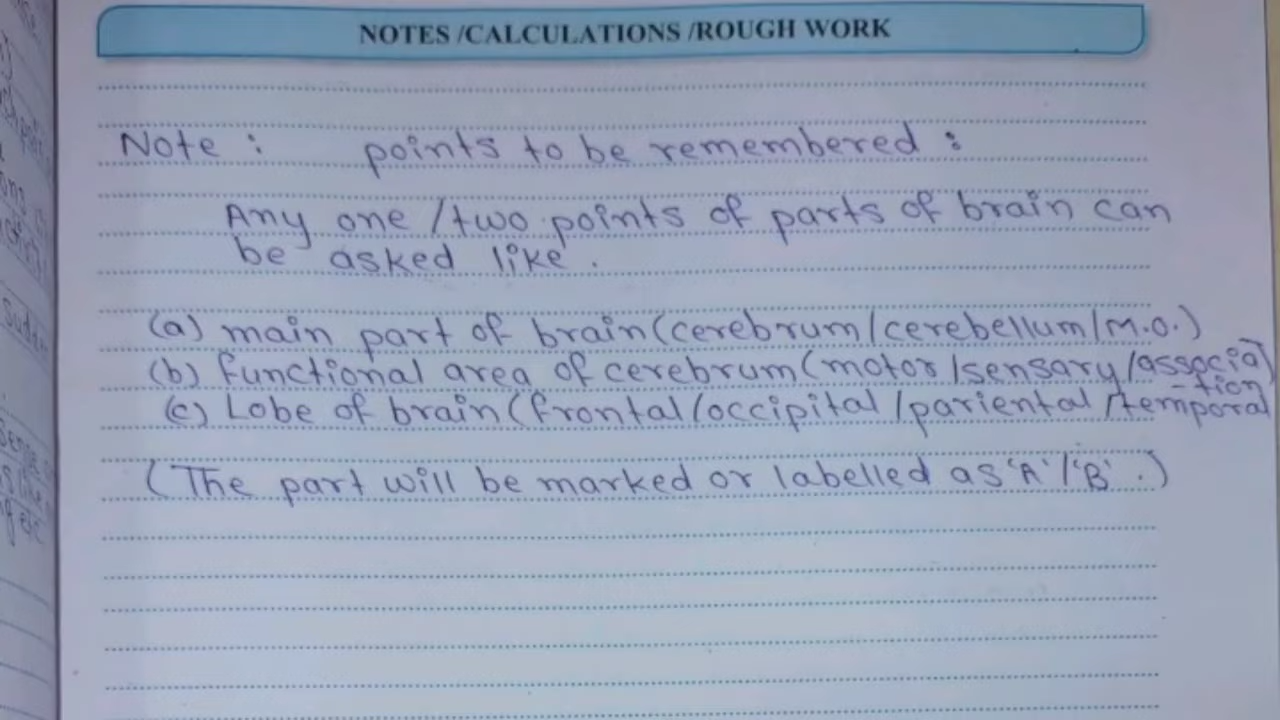 NOTES /CALCULATIONS /ROUGH WORK
Note : points to be remembered :
Any one /two points of parts of brain can
be asked like .
(a) main part of brain (cerebrum/cerebellum/M.O.)
(b) functional area of cerebrum (motor /sensary /associa
-tion)
(c) Lobe of brain (frontal/occipital /pariental /temporal
(The part will be marked or labelled as 'A' / 'B' .)